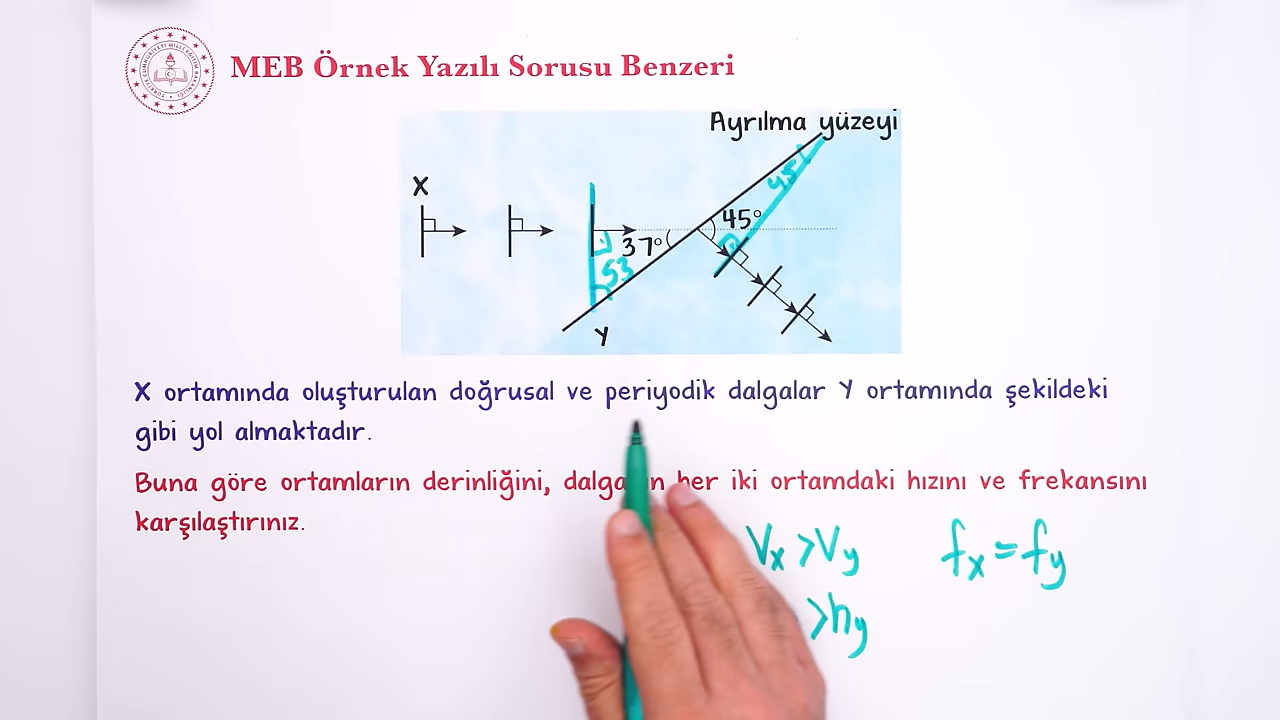 MEB Örnek Yazılı Sorusu Benzeri
Ayrılma yüzeyi
X
45
45°
37°
53
Y
X ortamında oluşturulan doğrusal ve periyodik dalgalar Y ortamında şekildeki
gibi yol almaktadır.
Buna göre ortamların derinliğini, her iki ortamdaki hızını ve frekansını
karşılaştırınız.
Vx >Vy fx = fy
>hy